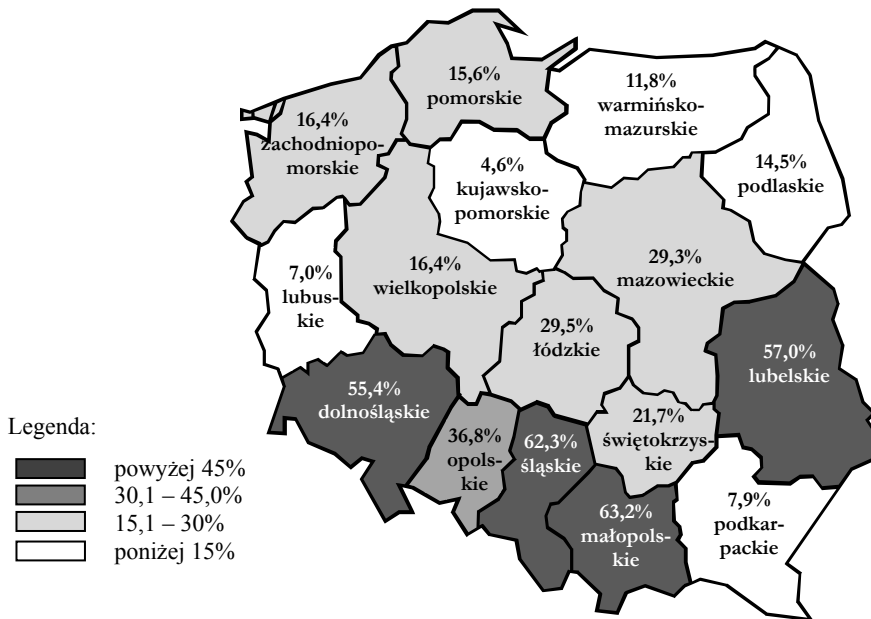 15,6%
pomorskie
11,8%
warmińsko-
mazurskie
16,4%
zachodniopo-
morskie
4,6%
kujawsko-
pomorskie
14,5%
podlaskie
7,0%
lubus-
kie
16,4%
wielkopolskie
29,3%
mazowieckie
29,5%
łódzkie
57,0%
lubelskie
55,4%
dolnośląskie
36,8%
opols-
kie
62,3%
śląskie
21,7%
świętokrzys-
kie
63,2%
małopols-
kie
7,9%
podkar-
packie
Legenda:
powyżej 45%
30,1 – 45,0%
15,1 – 30%
poniżej 15%